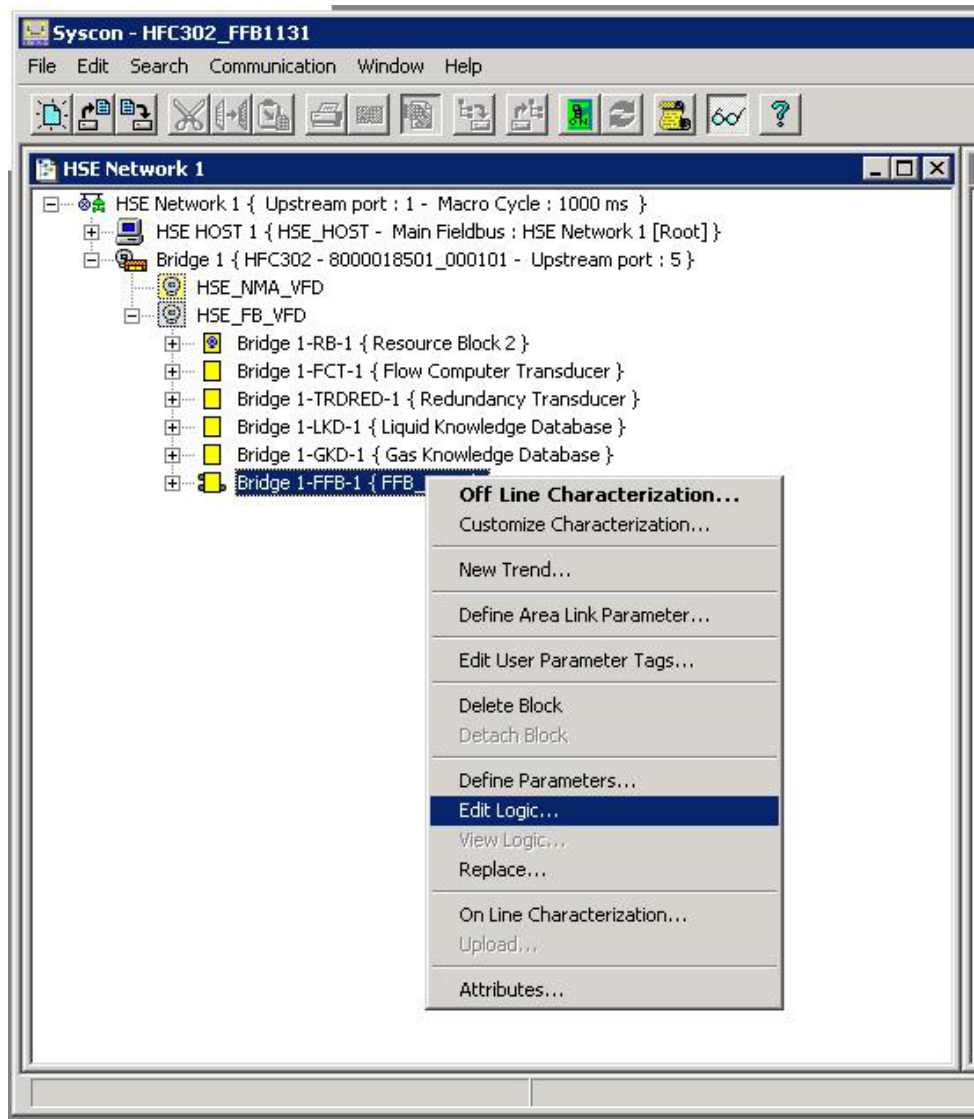 Syscon - HFC302_FFB1131
File Edit Search Communication Window Help
HSE Network 1
HSE Network 1 { Upstream port : 1 - Macro Cycle : 1000 ms }
HSE HOST 1 { HSE_HOST - Main Fieldbus : HSE Network 1 [Root] }
Bridge 1 { HFC302 - 8000018501_000101 - Upstream port : 5 }
HSE_NMA_VFD
HSE_FB_VFD
Bridge 1-RB-1 { Resource Block 2 }
Bridge 1-FCT-1 { Flow Computer Transducer }
Bridge 1-TRDRED-1 { Redundancy Transducer }
Bridge 1-LKD-1 { Liquid Knowledge Database }
Bridge 1-GKD-1 { Gas Knowledge Database }
Bridge 1-FFB-1 { FFB_
Off Line Characterization...
Customize Characterization...
New Trend...
Define Area Link Parameter...
Edit User Parameter Tags...
Delete Block
Detach Block
Define Parameters...
Edit Logic...
View Logic...
Replace...
On Line Characterization...
Upload...
Attributes...